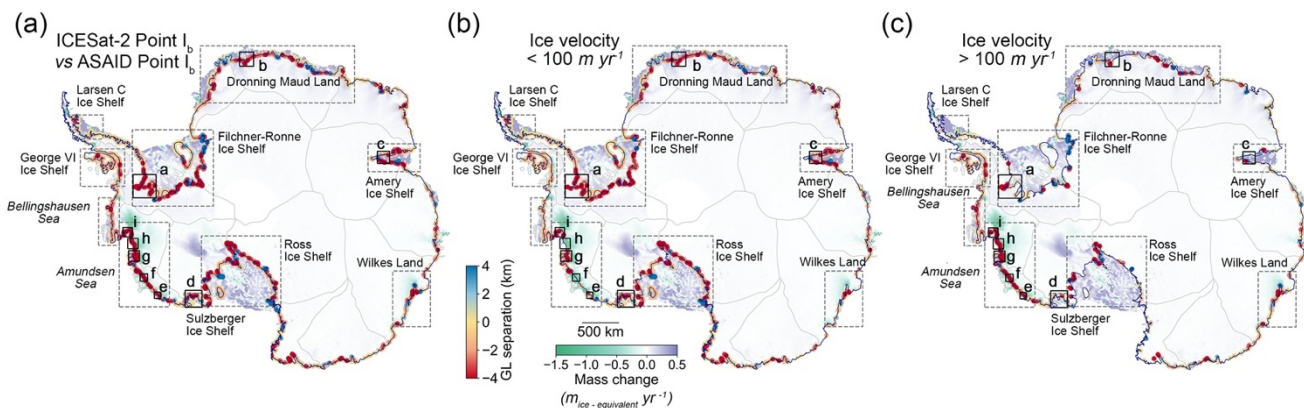 (a)
ICESat-2 Point I_b
vs ASAID Point I_b
b
Dronning Maud Land
Larsen C
Ice Shelf
Filchner-Ronne
Ice Shelf
c
George VI
Ice Shelf
a
Amery
Ice Shelf
Bellingshausen
Sea
i
h
g
Ross
Ice Shelf
Wilkes Land
Amundsen
Sea
f
e
d
Sulzberger
Ice Shelf
4
2
0
−2
−4
GL separation (km)
(b)
Ice velocity
< 100 m yr⁻¹
b
Dronning Maud Land
Larsen C
Ice Shelf
Filchner-Ronne
Ice Shelf
c
George VI
Ice Shelf
a
Amery
Ice Shelf
Bellingshausen
Sea
i
h
g
Ross
Ice Shelf
Wilkes Land
Amundsen
Sea
f
e
d
Sulzberger
Ice Shelf
500 km
−1.5 −1.0 −0.5 0.0 0.5
Mass change
(m ice - equivalent yr⁻¹)
(c)
Ice velocity
> 100 m yr⁻¹
b
Dronning Maud Land
Larsen C
Ice Shelf
Filchner-Ronne
Ice Shelf
c
George VI
Ice Shelf
a
Amery
Ice Shelf
Bellingshausen
Sea
i
h
g
Ross
Ice Shelf
Wilkes Land
Amundsen
Sea
f
e
d
Sulzberger
Ice Shelf